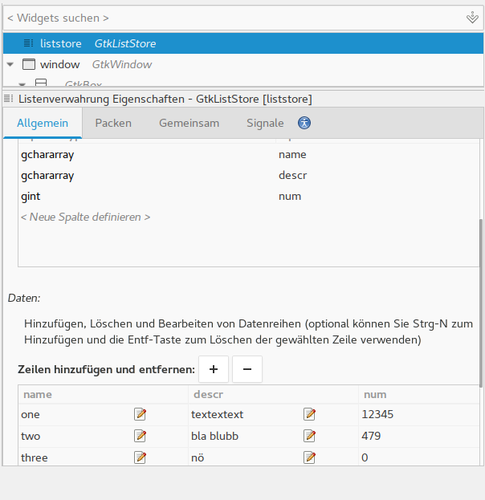 < Widgets suchen >
liststore GtkListStore
window GtkWindow
GtkBox
Listenverwahrung Eigenschaften - GtkListStore [liststore]
Allgemein Packen Gemeinsam Signale
gchararray name
gchararray descr
gint num
< Neue Spalte definieren >
Daten:
Hinzufügen, Löschen und Bearbeiten von Datenreihen (optional können Sie Strg-N zum
Hinzufügen und die Entf-Taste zum Löschen der gewählten Zeile verwenden)
Zeilen hinzufügen und entfernen: + −
name descr num
one textextext 12345
two bla blubb 479
three nö 0